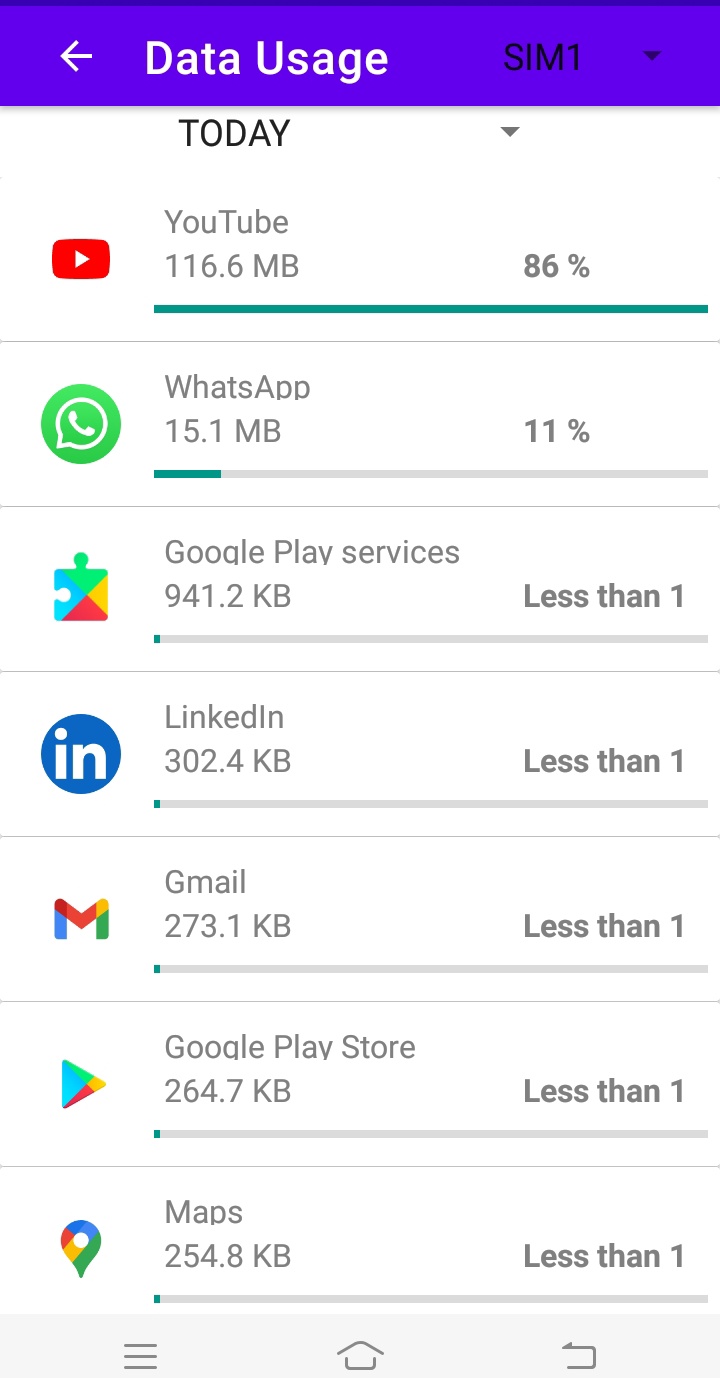 Data Usage
SIM1
TODAY
YouTube
116.6 MB
86 %
WhatsApp
15.1 MB
11 %
Google Play services
941.2 KB
Less than 1
LinkedIn
302.4 KB
Less than 1
Gmail
273.1 KB
Less than 1
Google Play Store
264.7 KB
Less than 1
Maps
254.8 KB
Less than 1